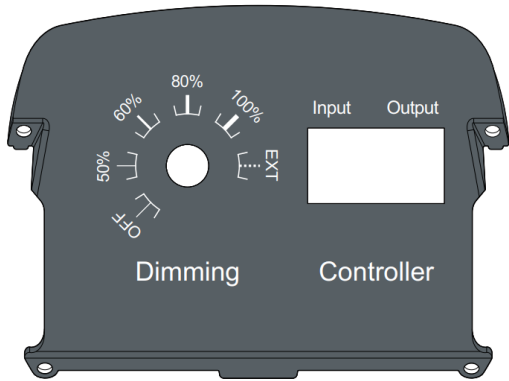 80%
60%
100%
50%
EXT
OFF
Input Output
Dimming Controller